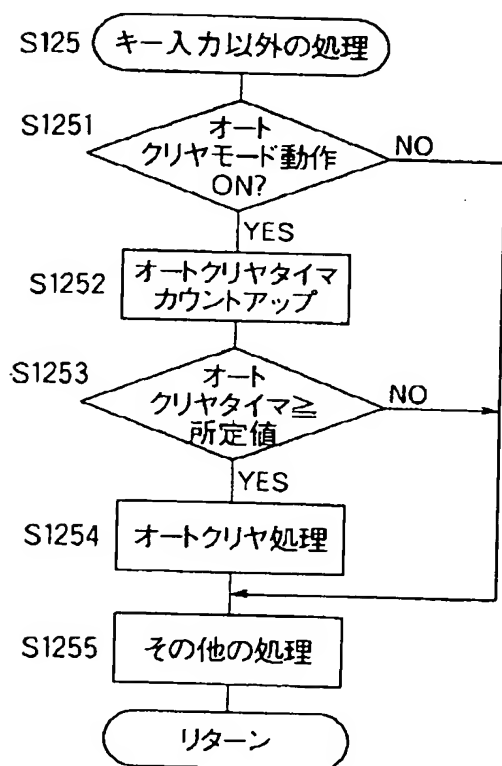 S125 キー入力以外の処理
S1251 オート
クリヤモード動作 NO
ON?
YES
S1252 オートクリヤタイマ
カウントアップ
S1253 オート
クリヤタイマ≧ NO
所定値
YES
S1254 オートクリヤ処理
S1255 その他の処理
リターン